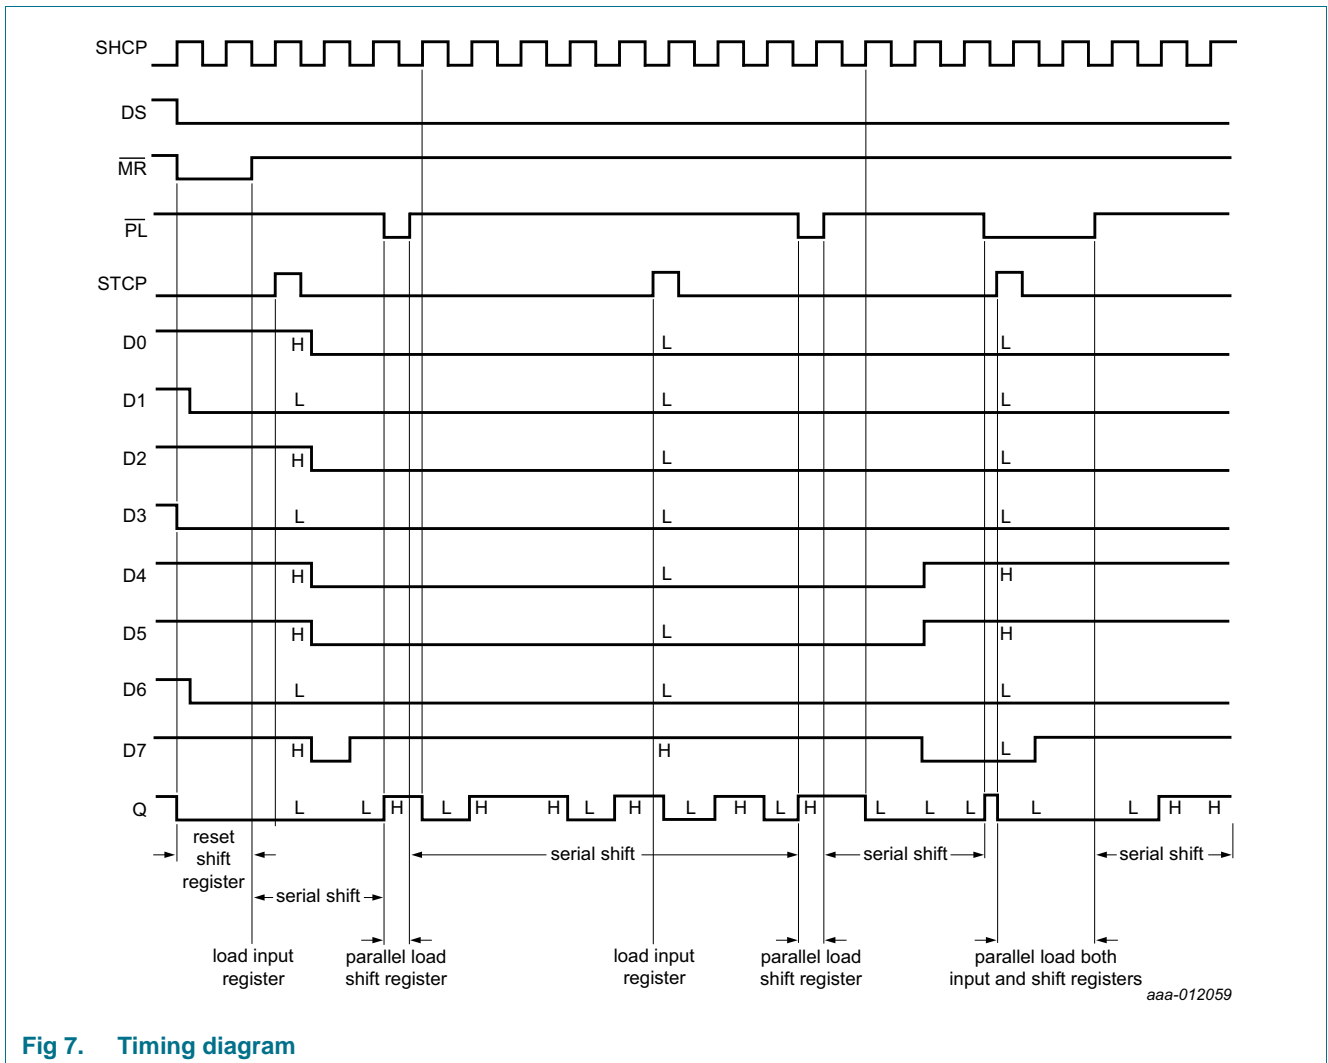 SHCP
DS
MR
PL
STCP
D0 H L L
D1 L L L
D2 H L L
D3 L L L
D4 H L H
D5 H L H
D6 L L L
D7 H H L
Q L L H L H H L H L H L H L L L L L H H
reset
shift
register
serial shift
serial shift
serial shift
serial shift
load input
register
parallel load
shift register
load input
register
parallel load
shift register
parallel load both
input and shift registers
aaa-012059
Fig 7. Timing diagram